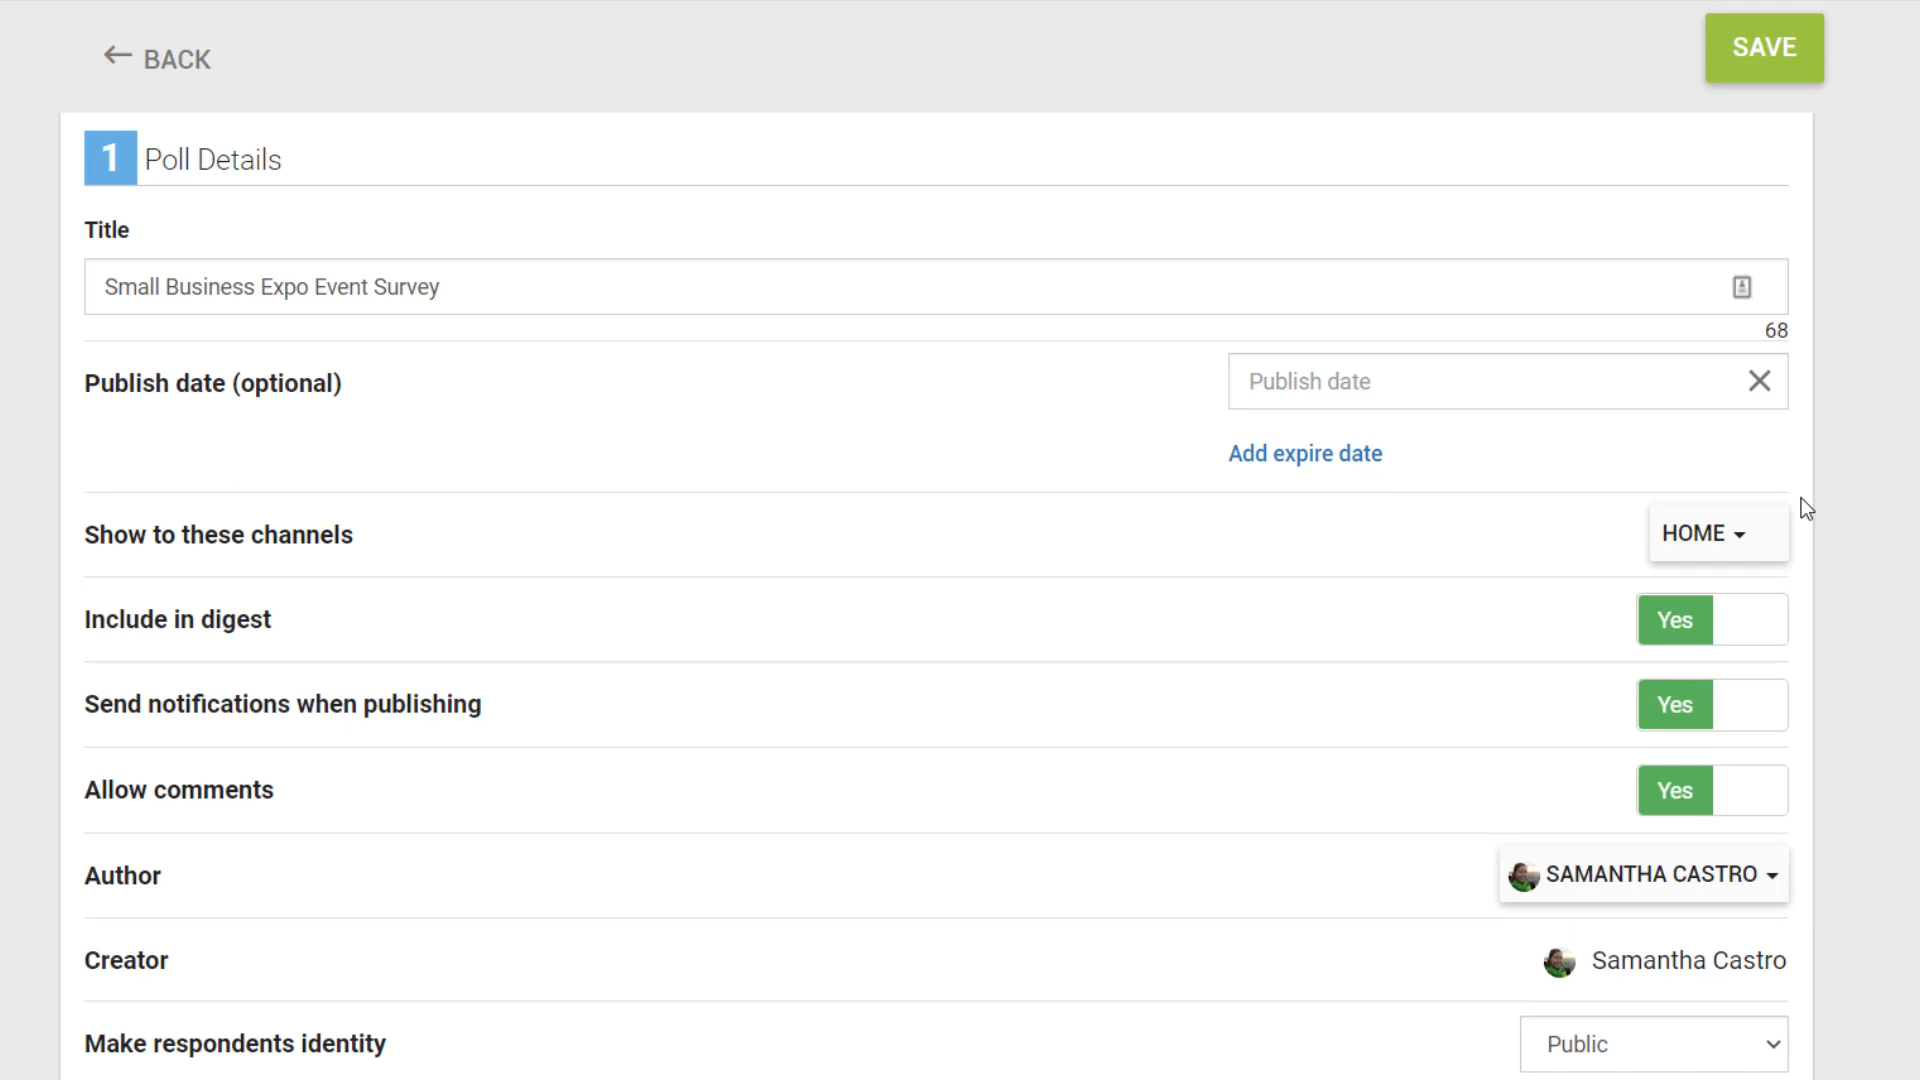 BACK
SAVE
1 Poll Details
Title
Small Business Expo Event Survey
68
Publish date (optional)
Publish date
Add expire date
Show to these channels
HOME
Include in digest
Yes
Send notifications when publishing
Yes
Allow comments
Yes
Author
SAMANTHA CASTRO
Creator
Samantha Castro
Make respondents identity
Public